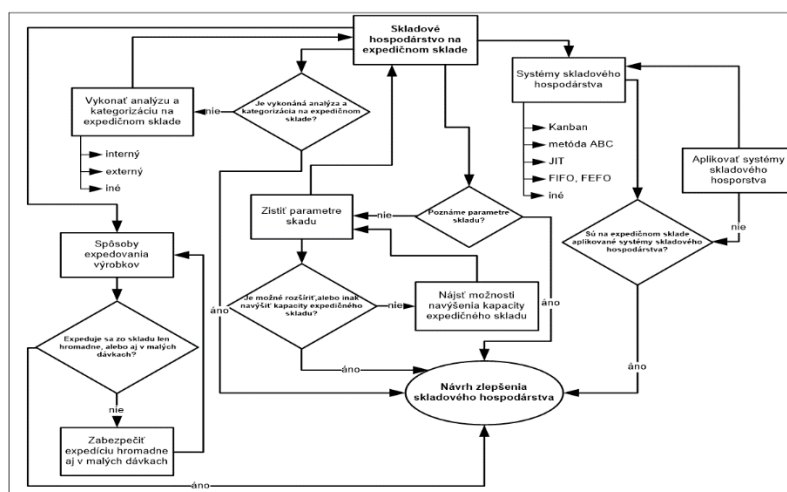 Skladové
hospodárstvo na
expedičnom sklade
Vykonať analýzu a
kategorizáciu na
expedičnom sklade
interný
externý
iné
nie
Je vykonáná analýza a
kategorizácia na expedičnom
sklade?
Systémy skladového
hospodárstva
Kanban
metóda ABC
JIT
FIFO, FEFO
iné
Aplikovať systémy
skladového
hosporstva
nie
Sú na expedičnom sklade
aplikované systémy skladového
hospodárstva?
áno
Zistiť parametre
skadu
nie
Poznáme parametre
skladu?
áno
Spôsoby
expedovania
výrobkov
Je možné rozšíriť,alebo inak
navýšiť kapacity expedičného
skladu?
nie
Nájsť možnosti
navýšenia kapacity
expedičného skladu
áno
áno
Expeduje sa zo skladu len
hromadne, alebo aj v malých
dávkach?
nie
Zabezpečiť
expedíciu hromadne
aj v malých dávkach
áno
Návrh zlepšenia
skladového hospodárstva